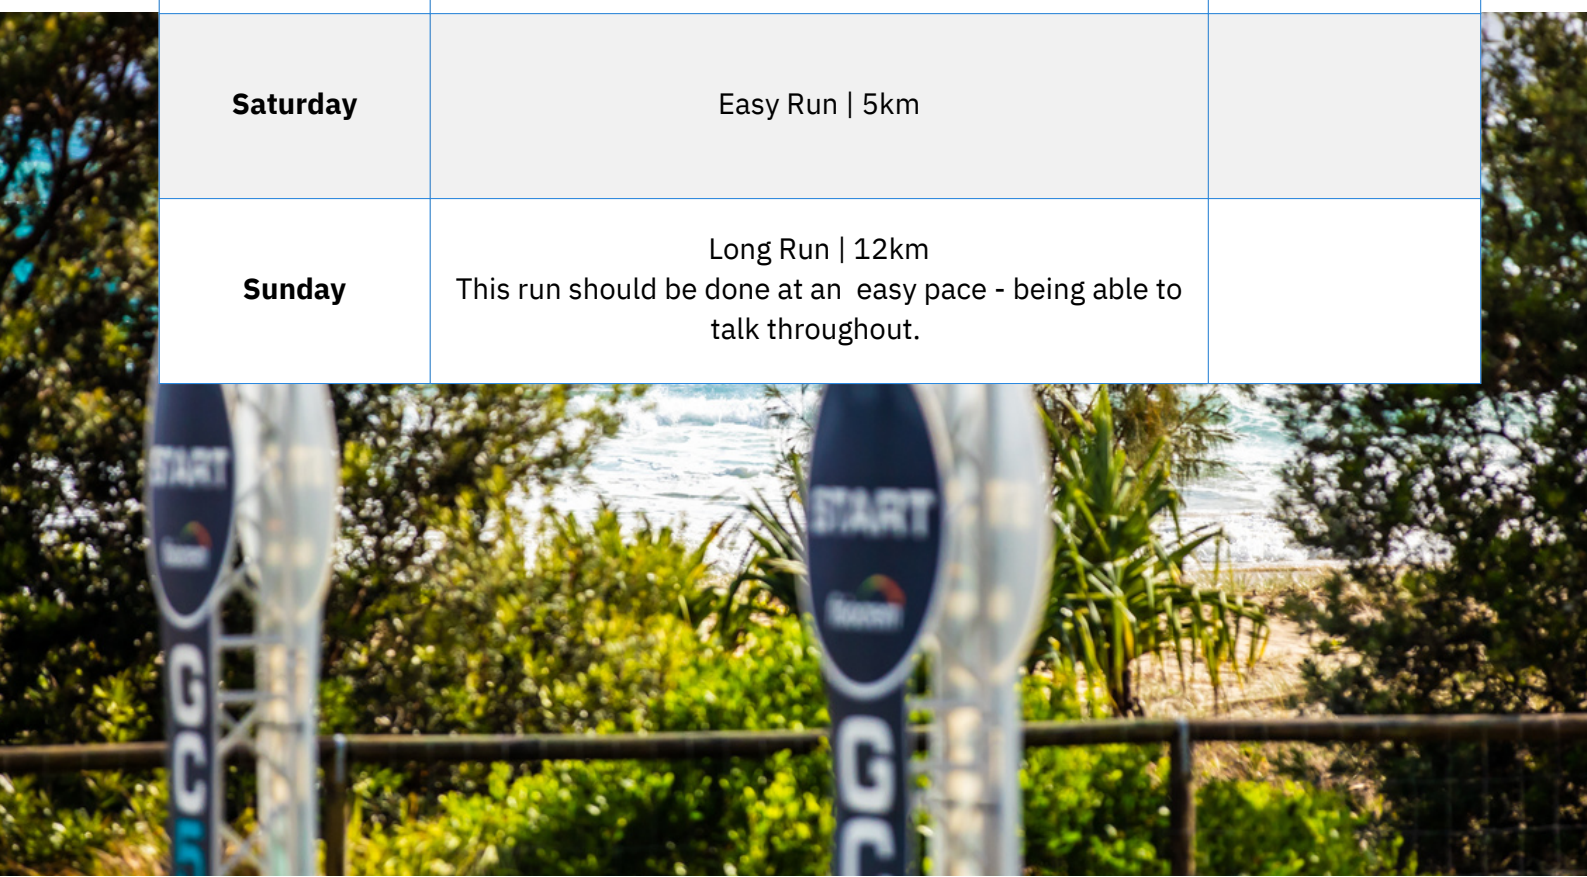 Saturday
Easy Run | 5km
Sunday
Long Run | 12km
This run should be done at an  easy pace - being able to
talk throughout.
START
START
GC5
GC